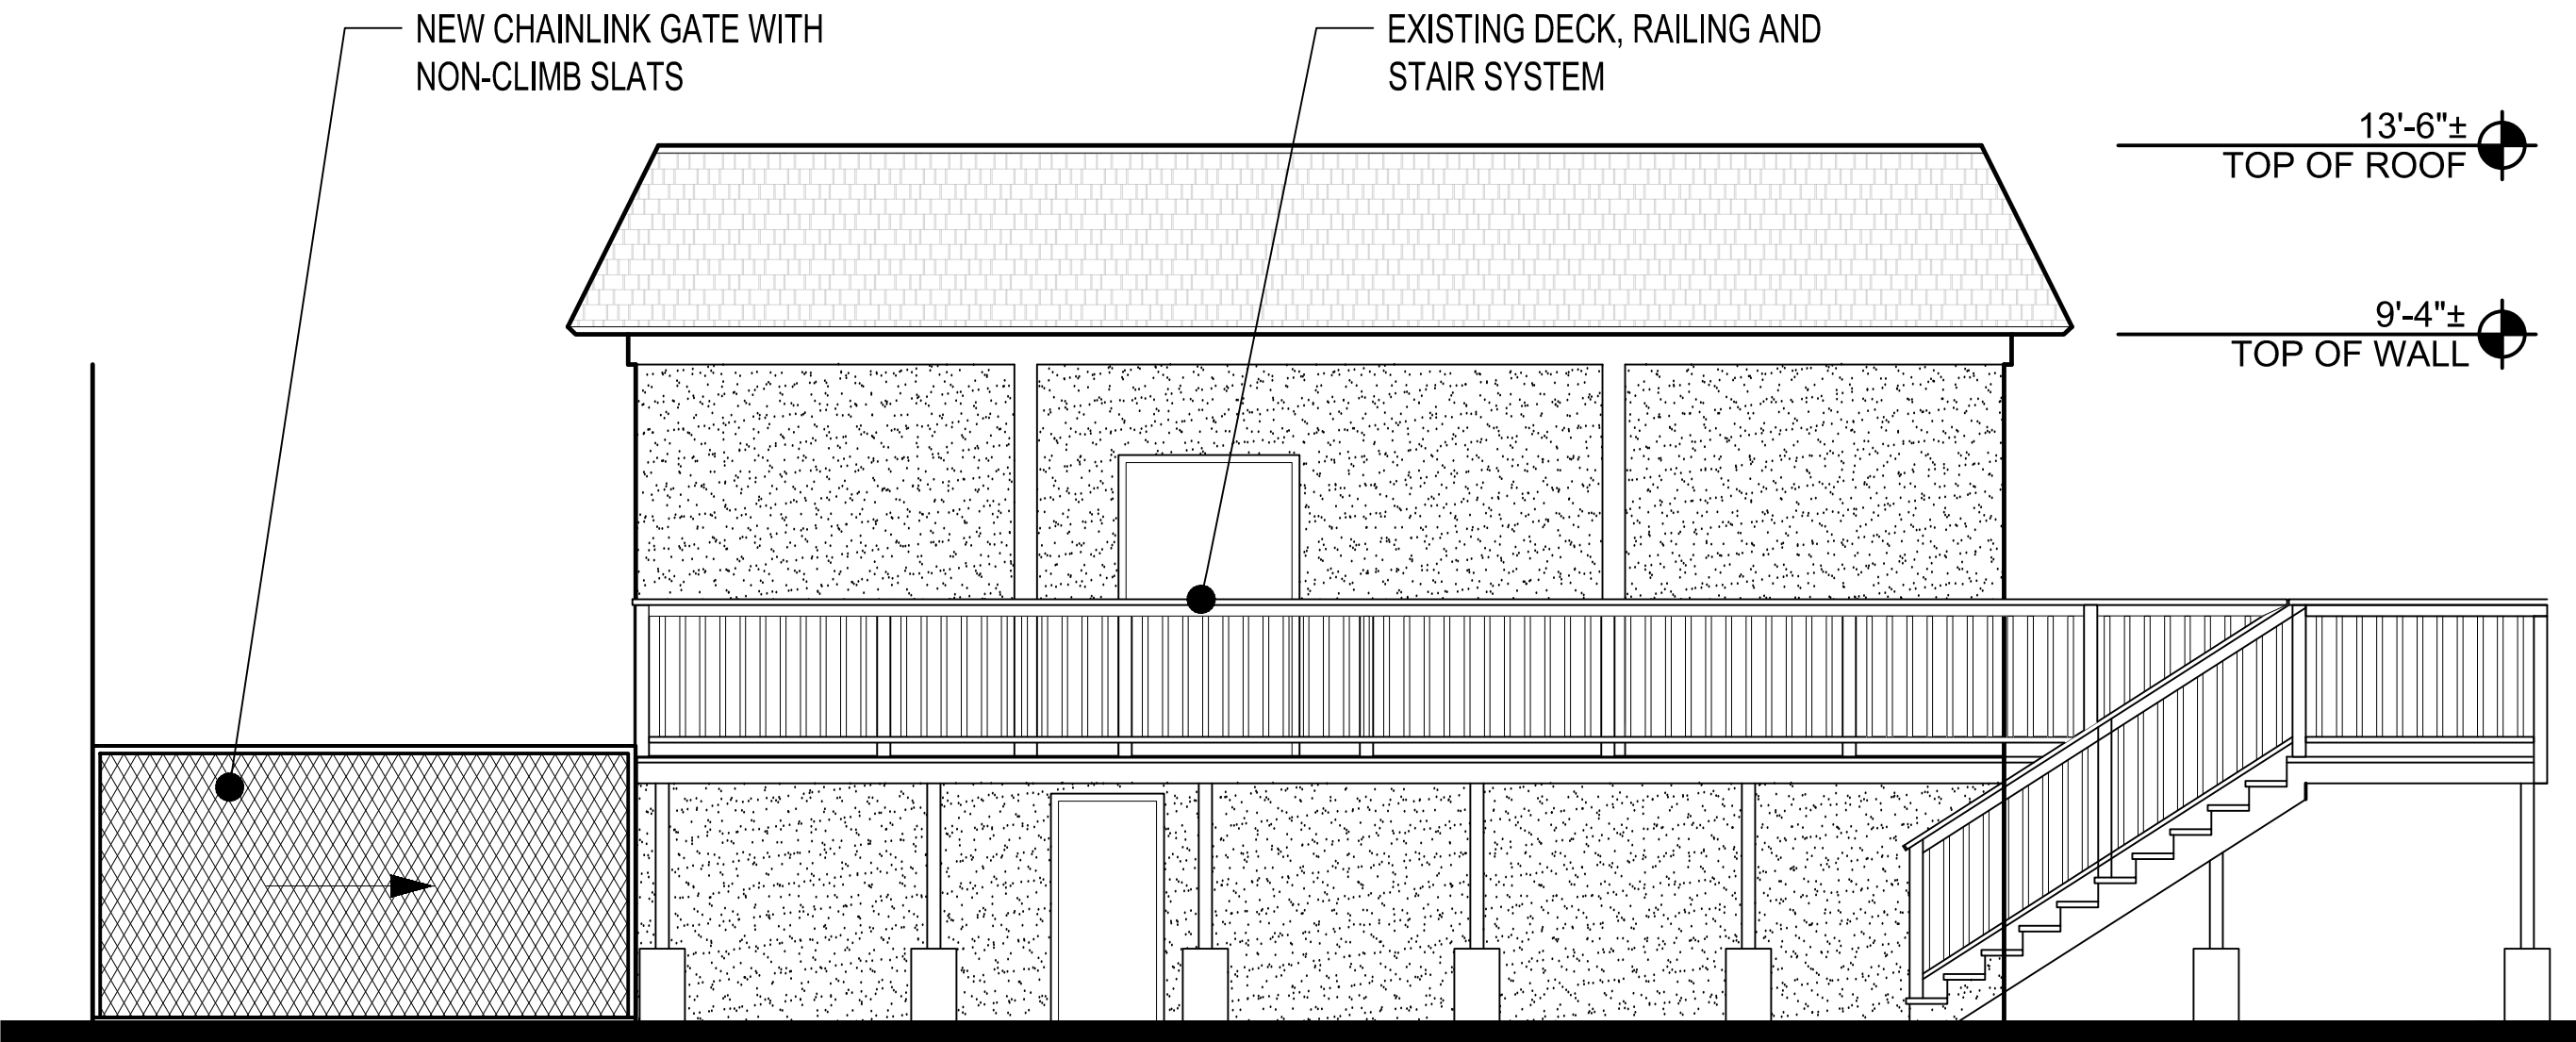 NEW CHAINLINK GATE WITH
NON-CLIMB SLATS
EXISTING DECK, RAILING AND
STAIR SYSTEM
13'-6"±
TOP OF ROOF
9'-4"±
TOP OF WALL